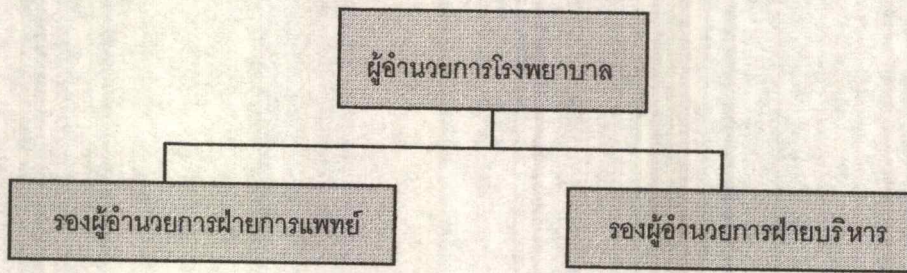 ผู้อำนวยการโรงพยาบาล
รองผู้อำนวยการฝ่ายการแพทย์
รองผู้อำนวยการฝ่ายบริหาร